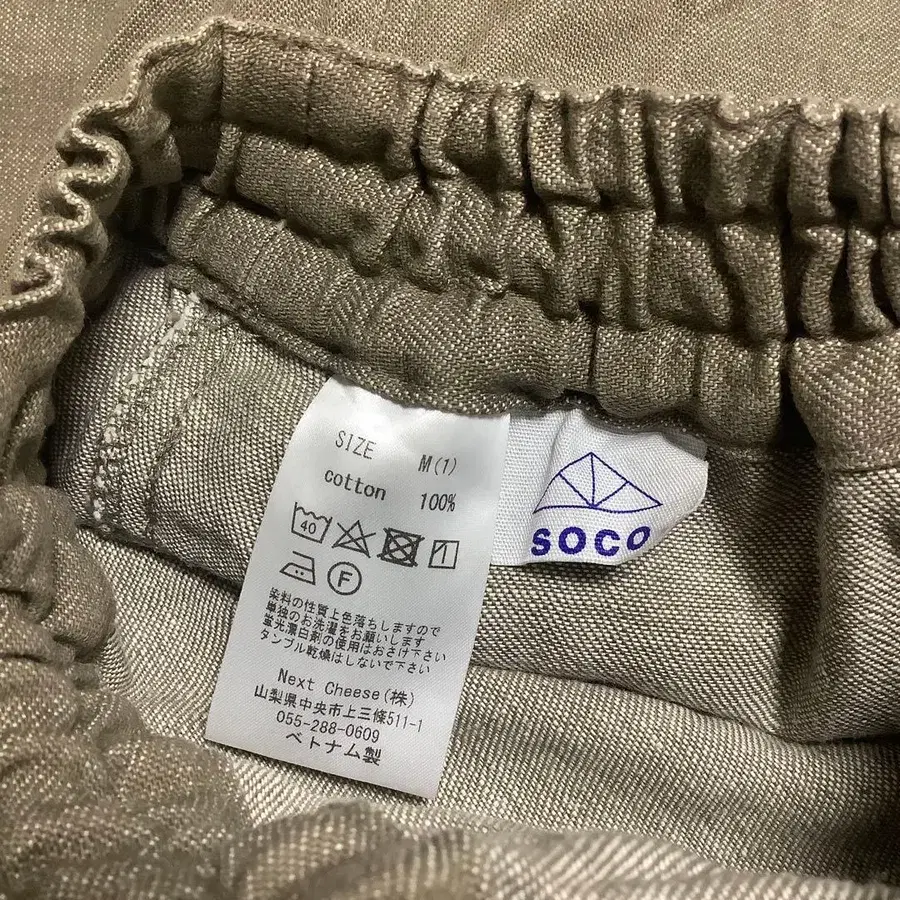 SIZE M(1)
cotton 100%
40
F
染料の性質上色落ちしますので
単独のお洗濯をお願いします
蛍光漂白剤の使用はおさけ下さい
タンブル乾燥はしないで下さい
Next Cheese(株)
山梨県中央市上三條511-1
055-288-0609
ベトナム製
SOCO